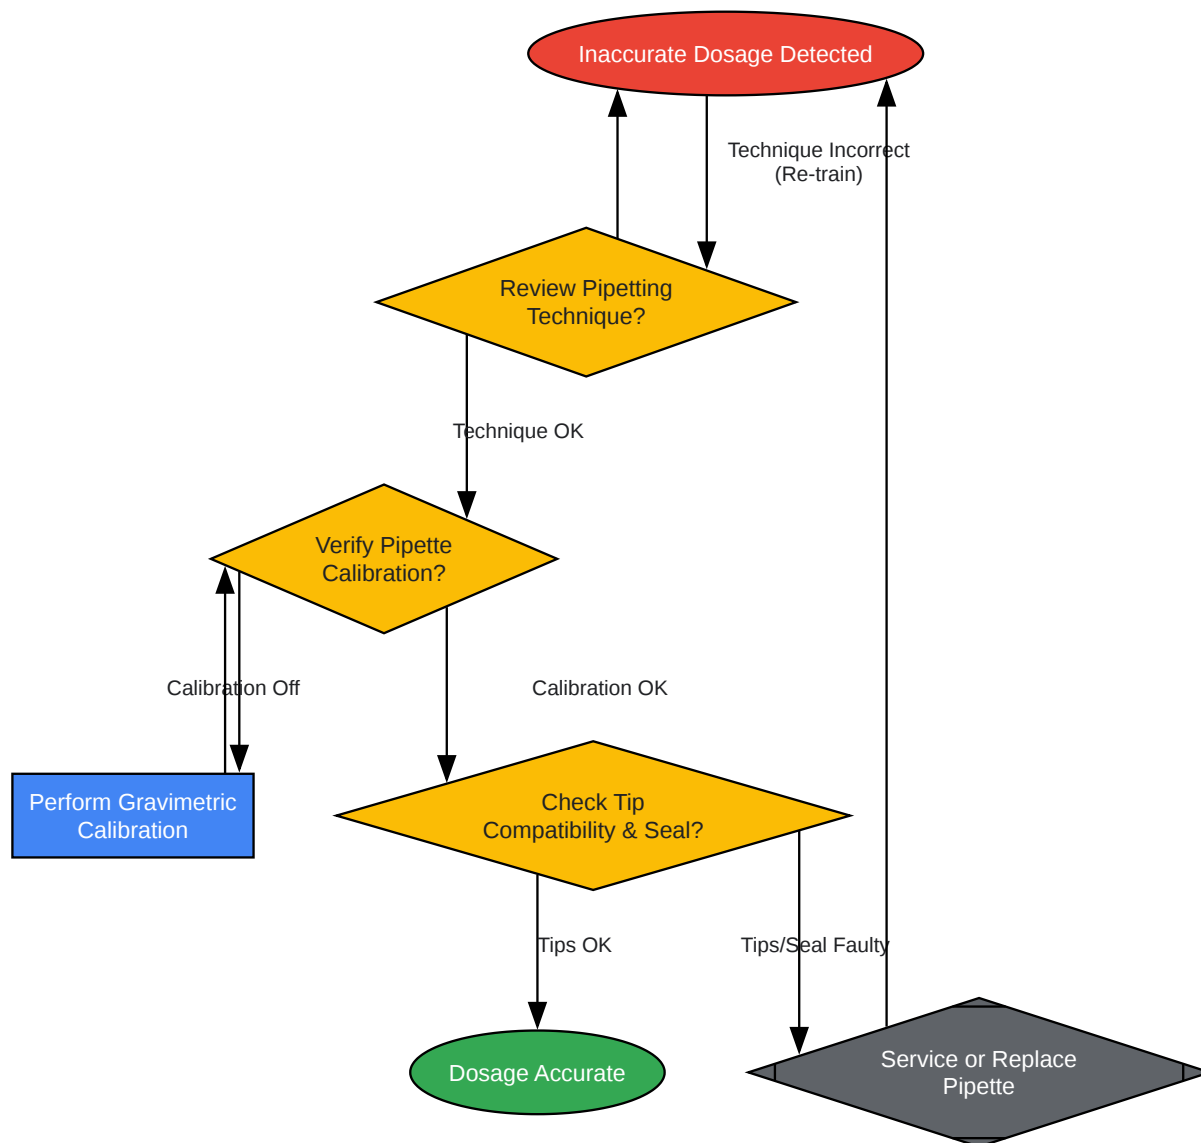 Inaccurate Dosage Detected
Technique Incorrect
(Re-train)
Review Pipetting
Technique?
Technique OK
Verify Pipette
Calibration?
Calibration Off
Calibration OK
Perform Gravimetric
Calibration
Check Tip
Compatibility & Seal?
Tips OK
Tips/Seal Faulty
Dosage Accurate
Service or Replace
Pipette